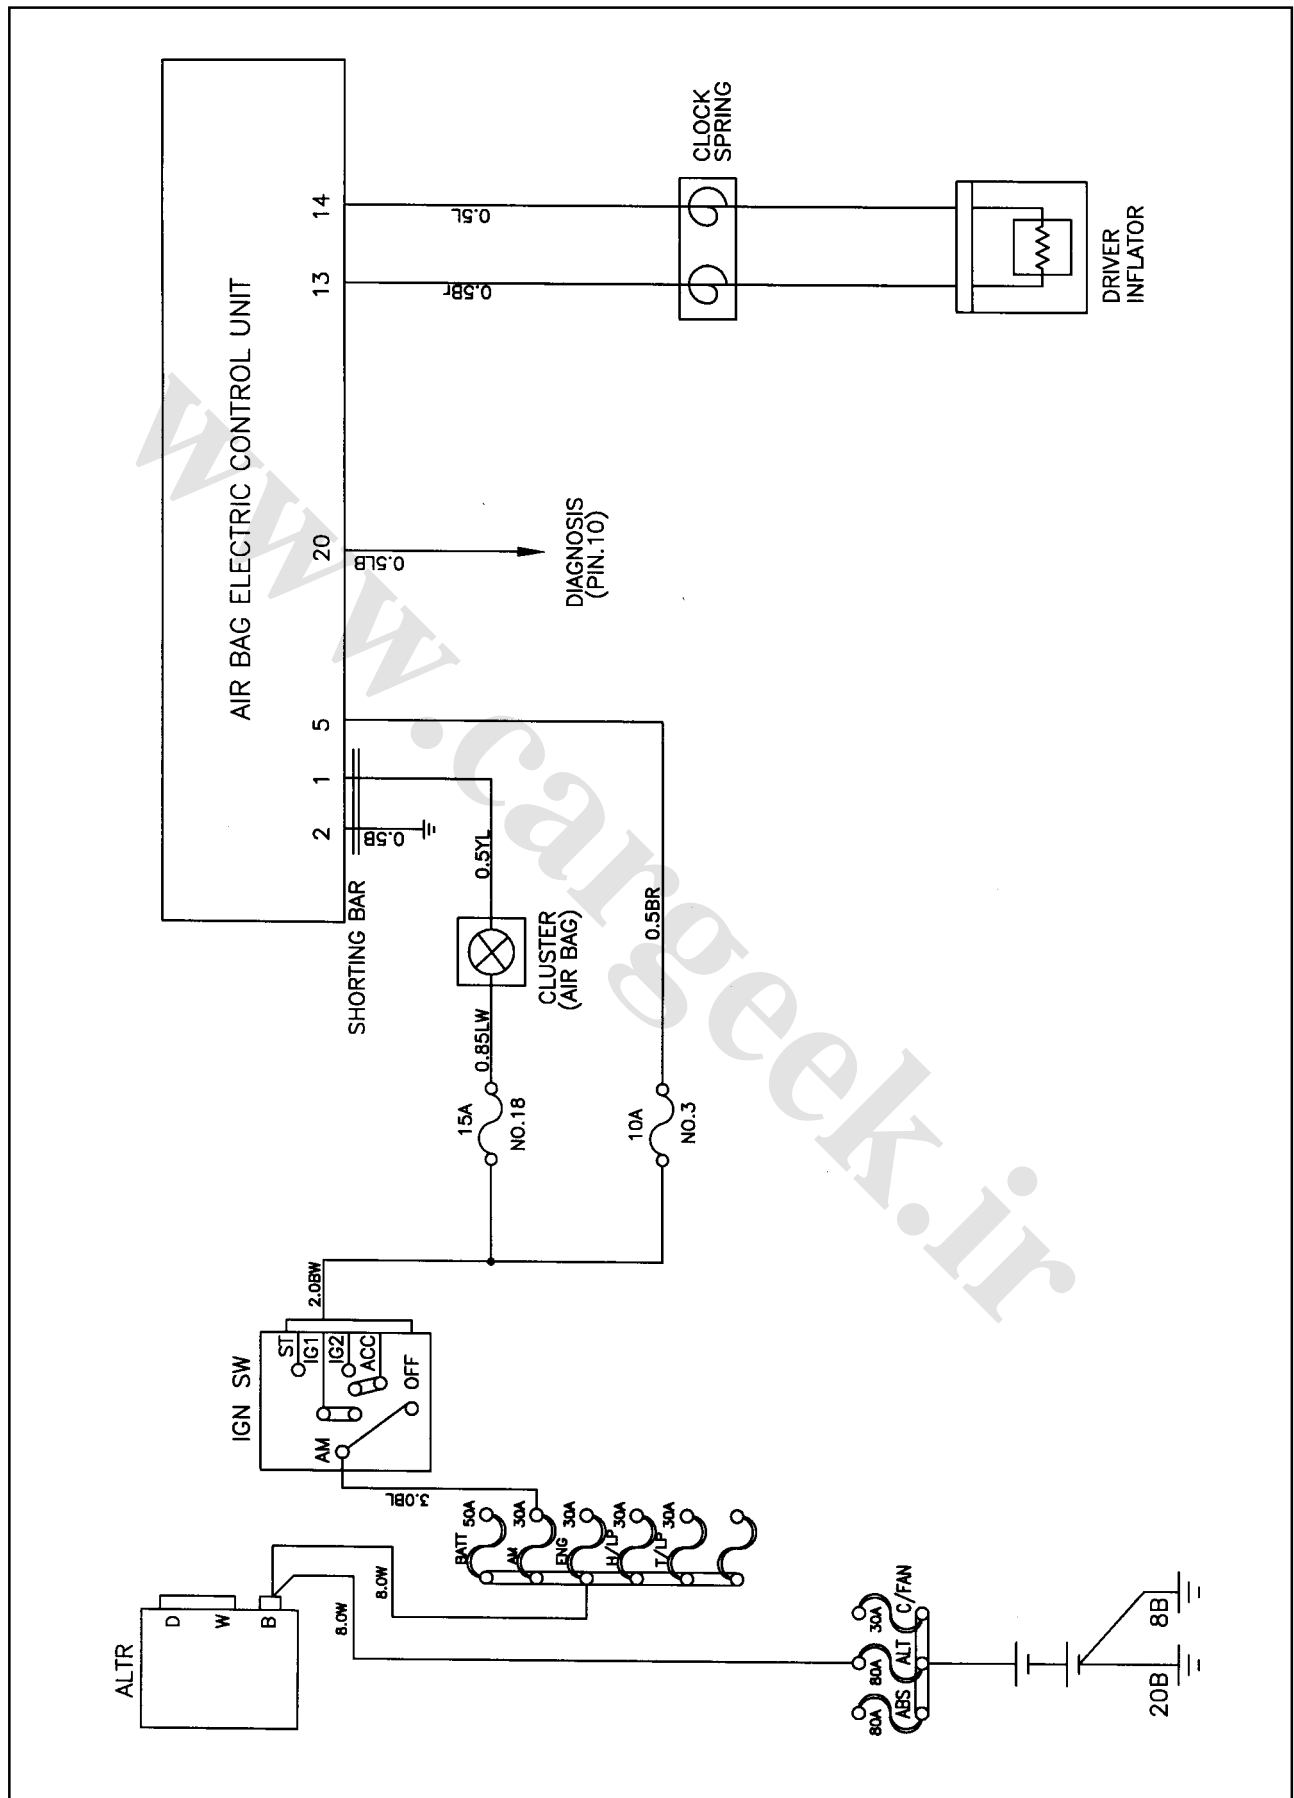 AIR BAG ELECTRIC CONTROL UNIT
2
1
5
20
13
14
SHORTING BAR
0.5B
0.5LB
0.5Br
0.5L
CLOCK
SPRING
DRIVER
INFLATOR
DIAGNOSIS
(PIN.10)
0.5YL
CLUSTER
(AIR BAG)
0.85LW
0.5BR
15A
NO.18
10A
NO.3
2.0BW
IGN SW
ST
IG1
IG2
ACC
AM
OFF
3.0BL
BATT 50A
AM 30A
ENG 30A
H/LP 30A
T/LP 30A
ALTR
D
W
B
8.0W
8.0W
80A 80A 30A
ABS ALT C/FAN
20B 8B
www.cargeek.ir